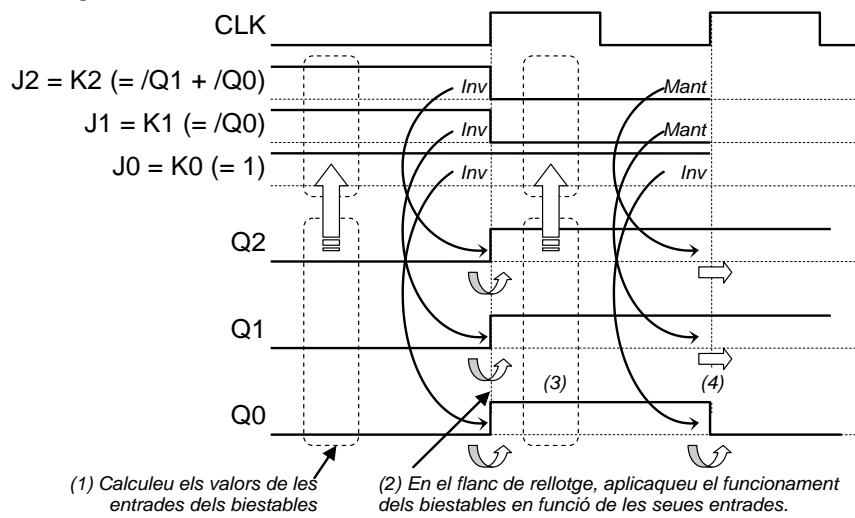 CLK
J2 = K2 (= /Q1 + /Q0)
Inv
Mant
J1 = K1 (= /Q0)
Inv
Mant
J0 = K0 (= 1)
Inv
Inv
Q2
Q1
(3)
(4)
Q0
(1) Calculeu els valors de les
entrades dels biestables
(2) En el flanc de rellotge, aplicaqueu el funcionament
dels biestables en funció de les seues entrades.